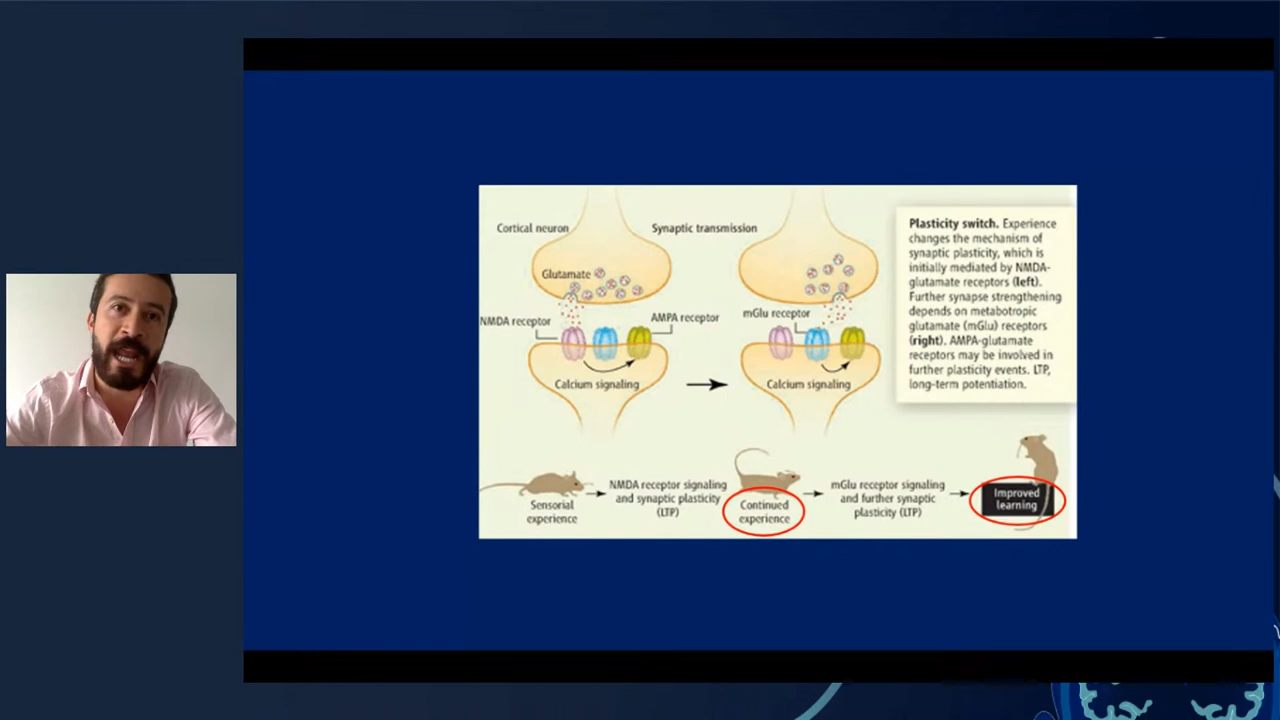 Cortical neuron
Synaptic transmission
Glutamate
NMDA receptor
AMPA receptor
mGlu receptor
Calcium signaling
Calcium signaling
Plasticity switch. Experience
changes the mechanism of
synaptic plasticity, which is
initially mediated by NMDA-
glutamate receptors (left).
Further synapse strengthening
depends on metabotropic
glutamate (mGlu) receptors
(right). AMPA-glutamate
receptors may be involved in
further plasticity events. LTP,
long-term potentiation.
Sensorial
experience
NMDA receptor signaling
and synaptic plasticity
(LTP)
Continued
experience
mGlu receptor signaling
and further synaptic
plasticity (LTP)
Improved
learning